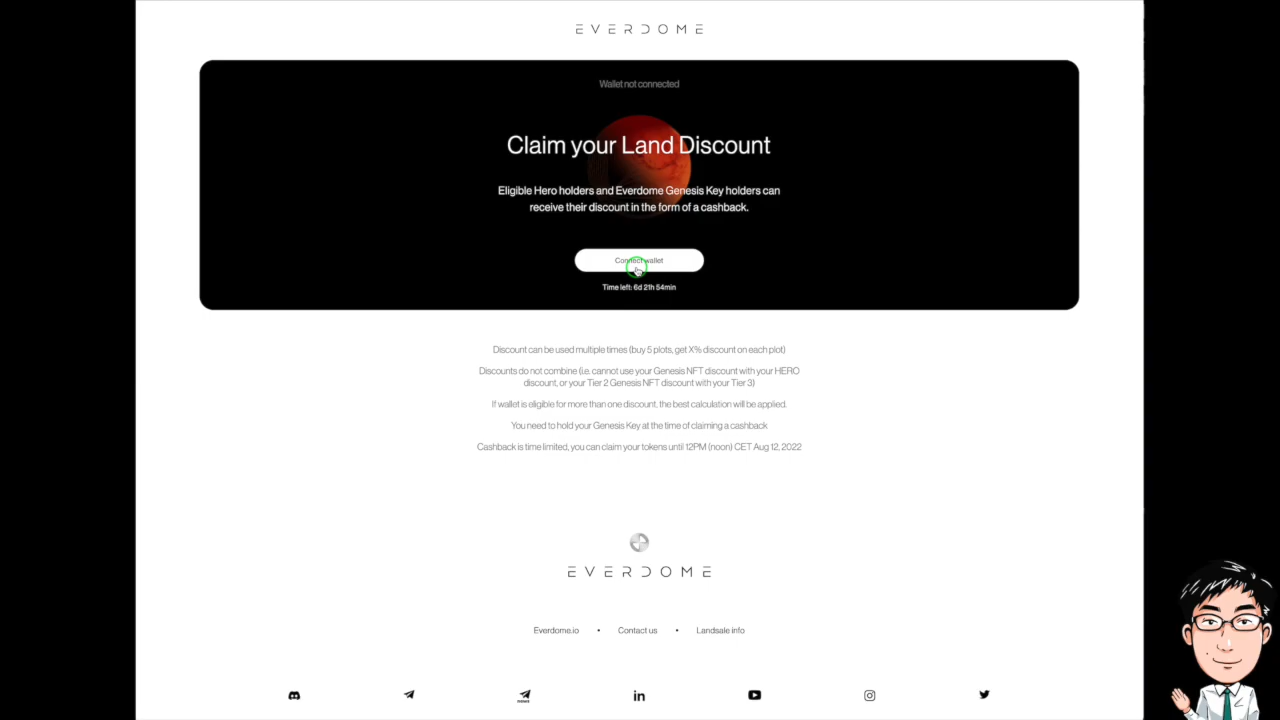 EVERDOME
Wallet not connected
Claim your Land Discount
Eligible Hero holders and Everdome Genesis Key holders can
receive their discount in the form of a cashback.
Connect wallet
Time left: 6d 21h 54min
Discount can be used multiple times (buy 5 plots, get X% discount on each plot)
Discounts do not combine (i.e. cannot use your Genesis NFT discount with your HERO
discount, or your Tier 2 Genesis NFT discount with your Tier 3)
If wallet is eligible for more than one discount, the best calculation will be applied.
You need to hold your Genesis Key at the time of claiming a cashback
Cashback is time limited, you can claim your tokens until 12PM (noon) CET Aug 12, 2022
EVERDOME
Everdome.io • Contact us • Landsale info
news
in